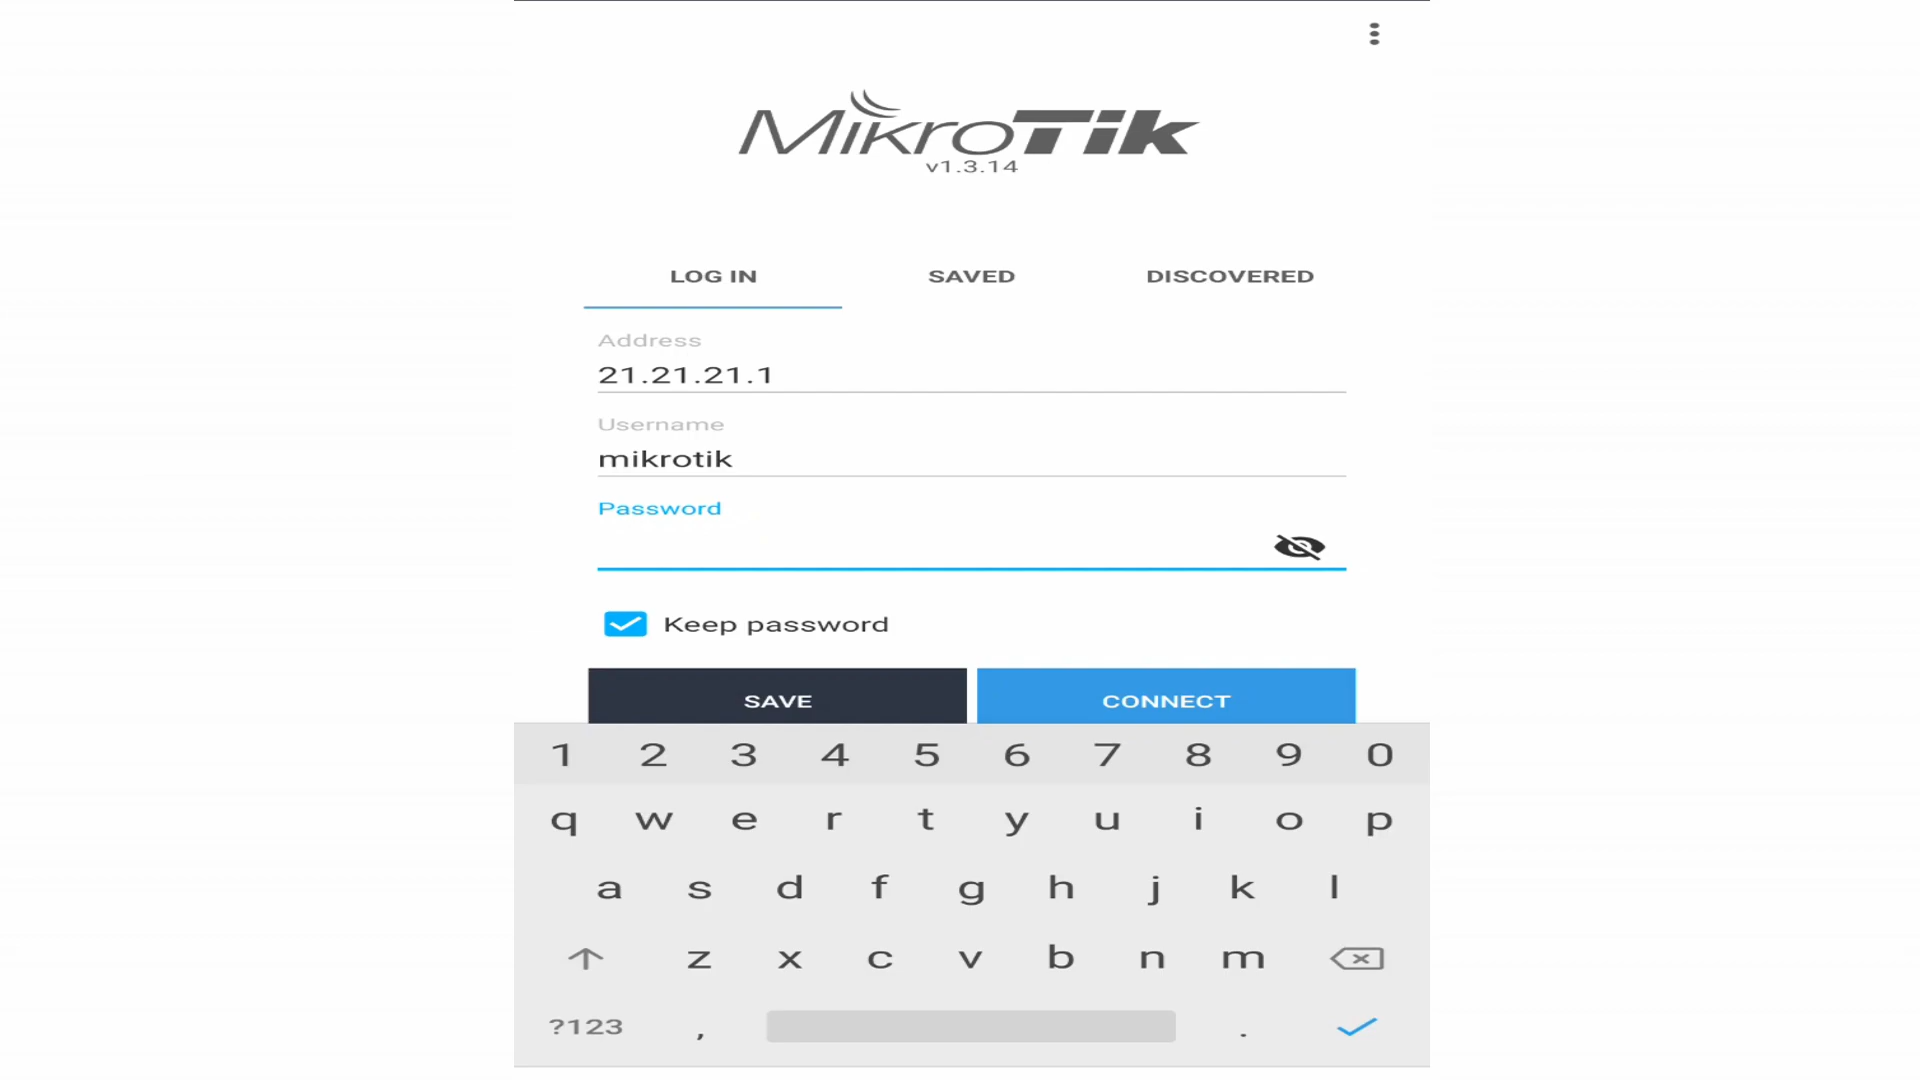 MikroTik
v1.3.14
LOG IN SAVED DISCOVERED
Address
21.21.21.1
Username
mikrotik
Password
Keep password
SAVE CONNECT
1 2 3 4 5 6 7 8 9 0
q w e r t y u i o p
a s d f g h j k l
z x c v b n m
?123 , .